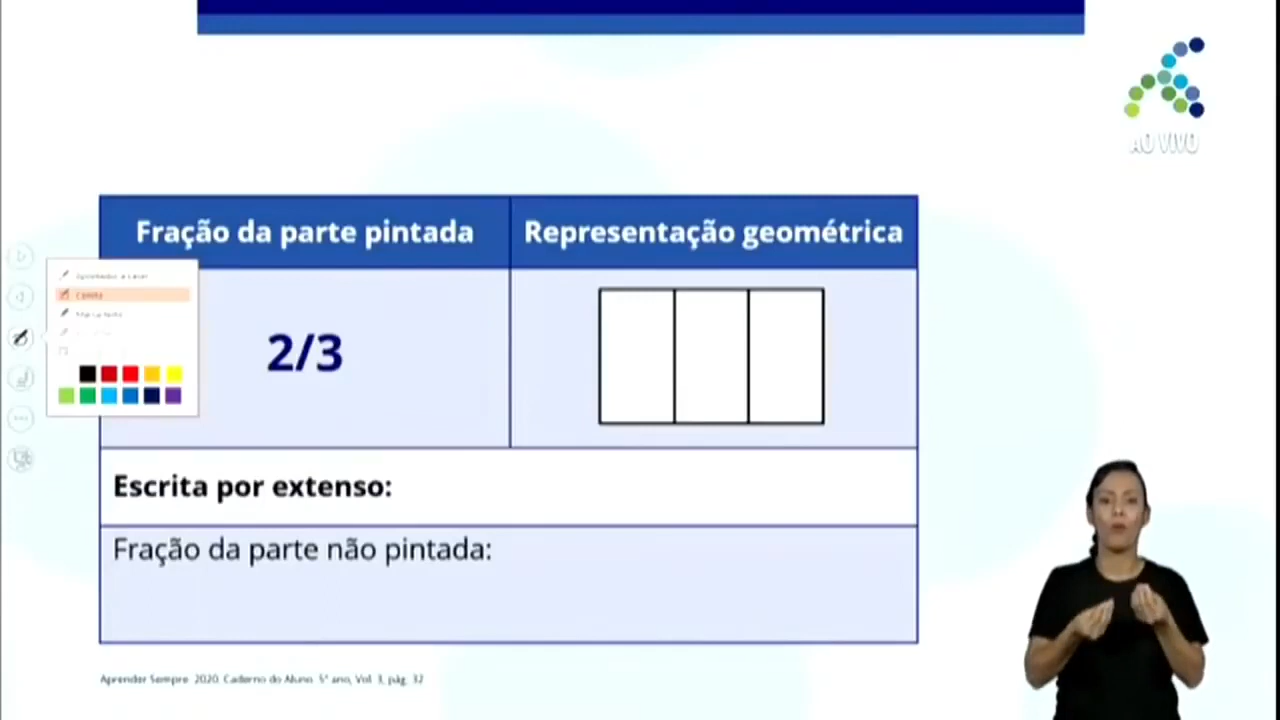 AO VIVO
Fração da parte pintada
Representação geométrica
Caneta
2/3
Escrita por extenso:
Fração da parte não pintada:
Aprender Sempre. 2020. Caderno do Aluno. 5º ano, Vol. 3, pág. 32